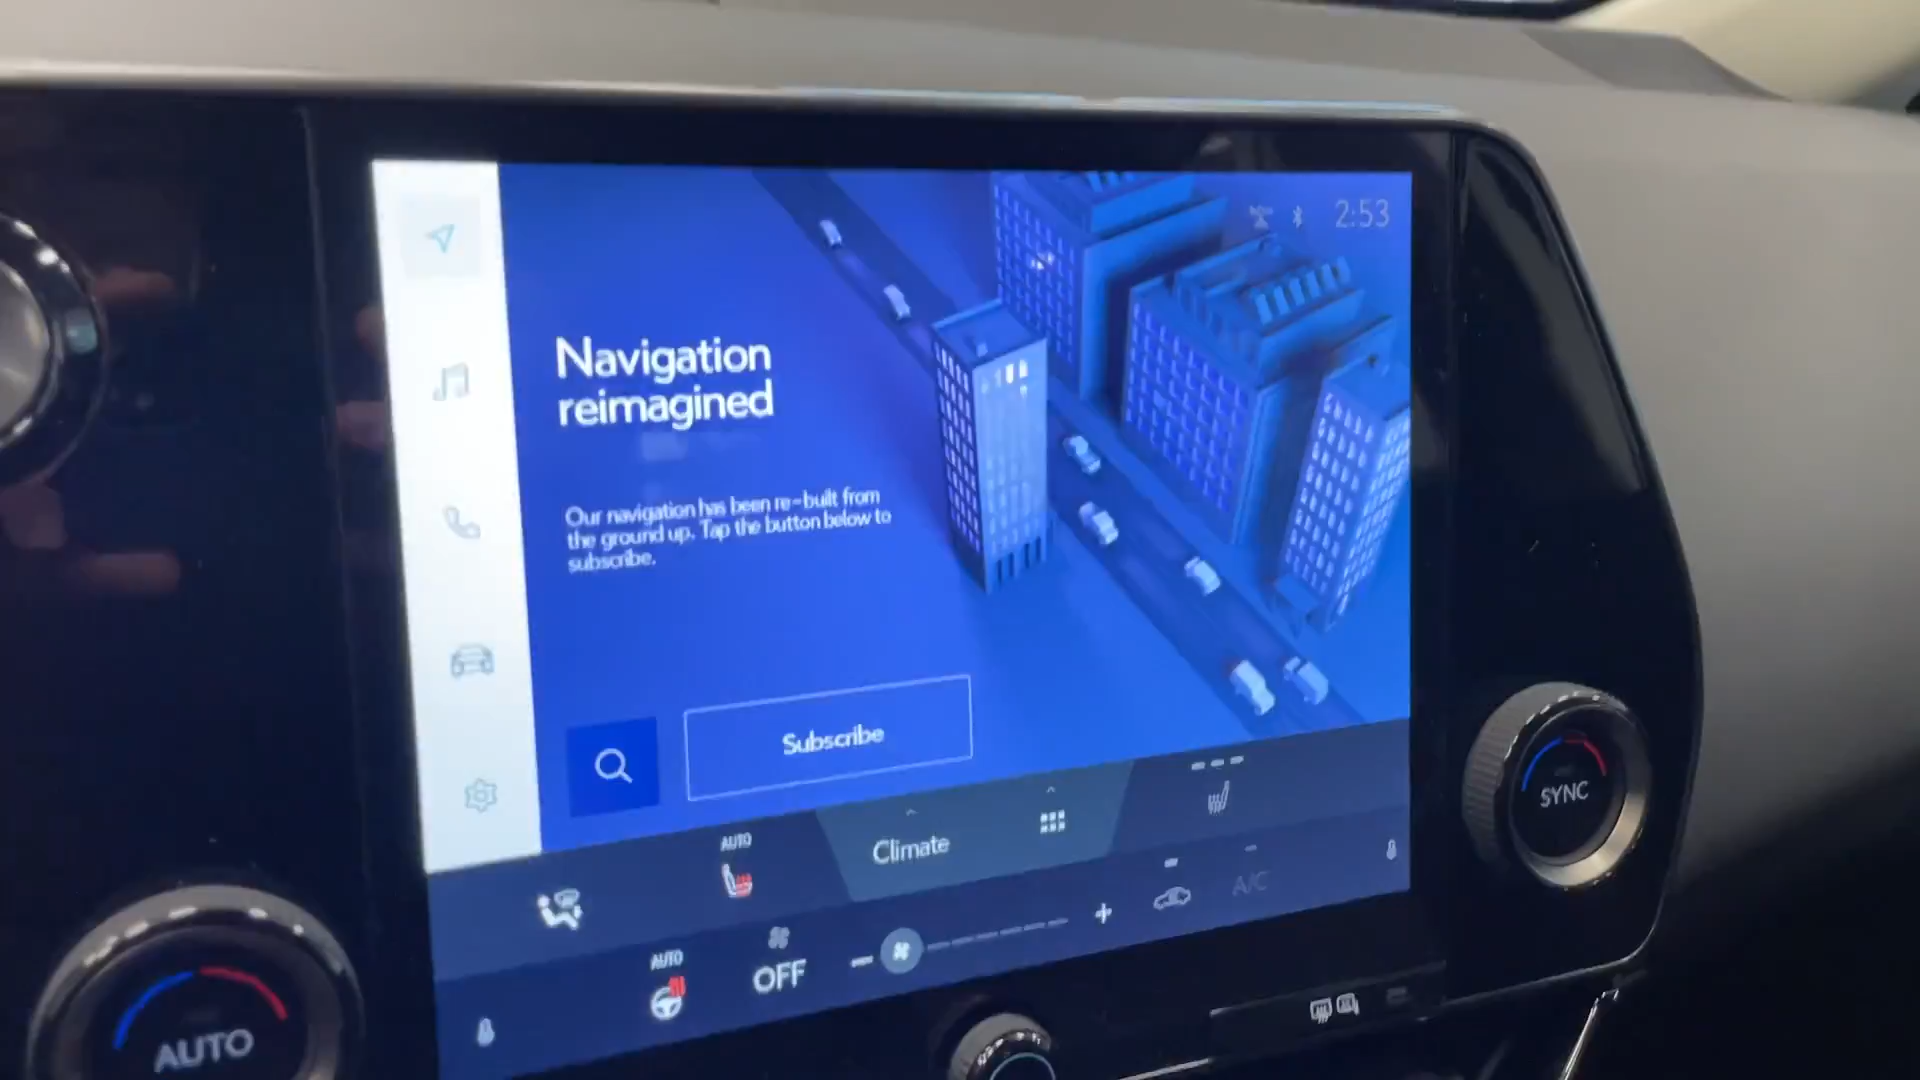 2:53
Navigation
reimagined
Our navigation has been re-built from
the ground up. Tap the button below to
subscribe.
Subscribe
AUTO
Climate
SYNC
A/C
AUTO
OFF
AUTO